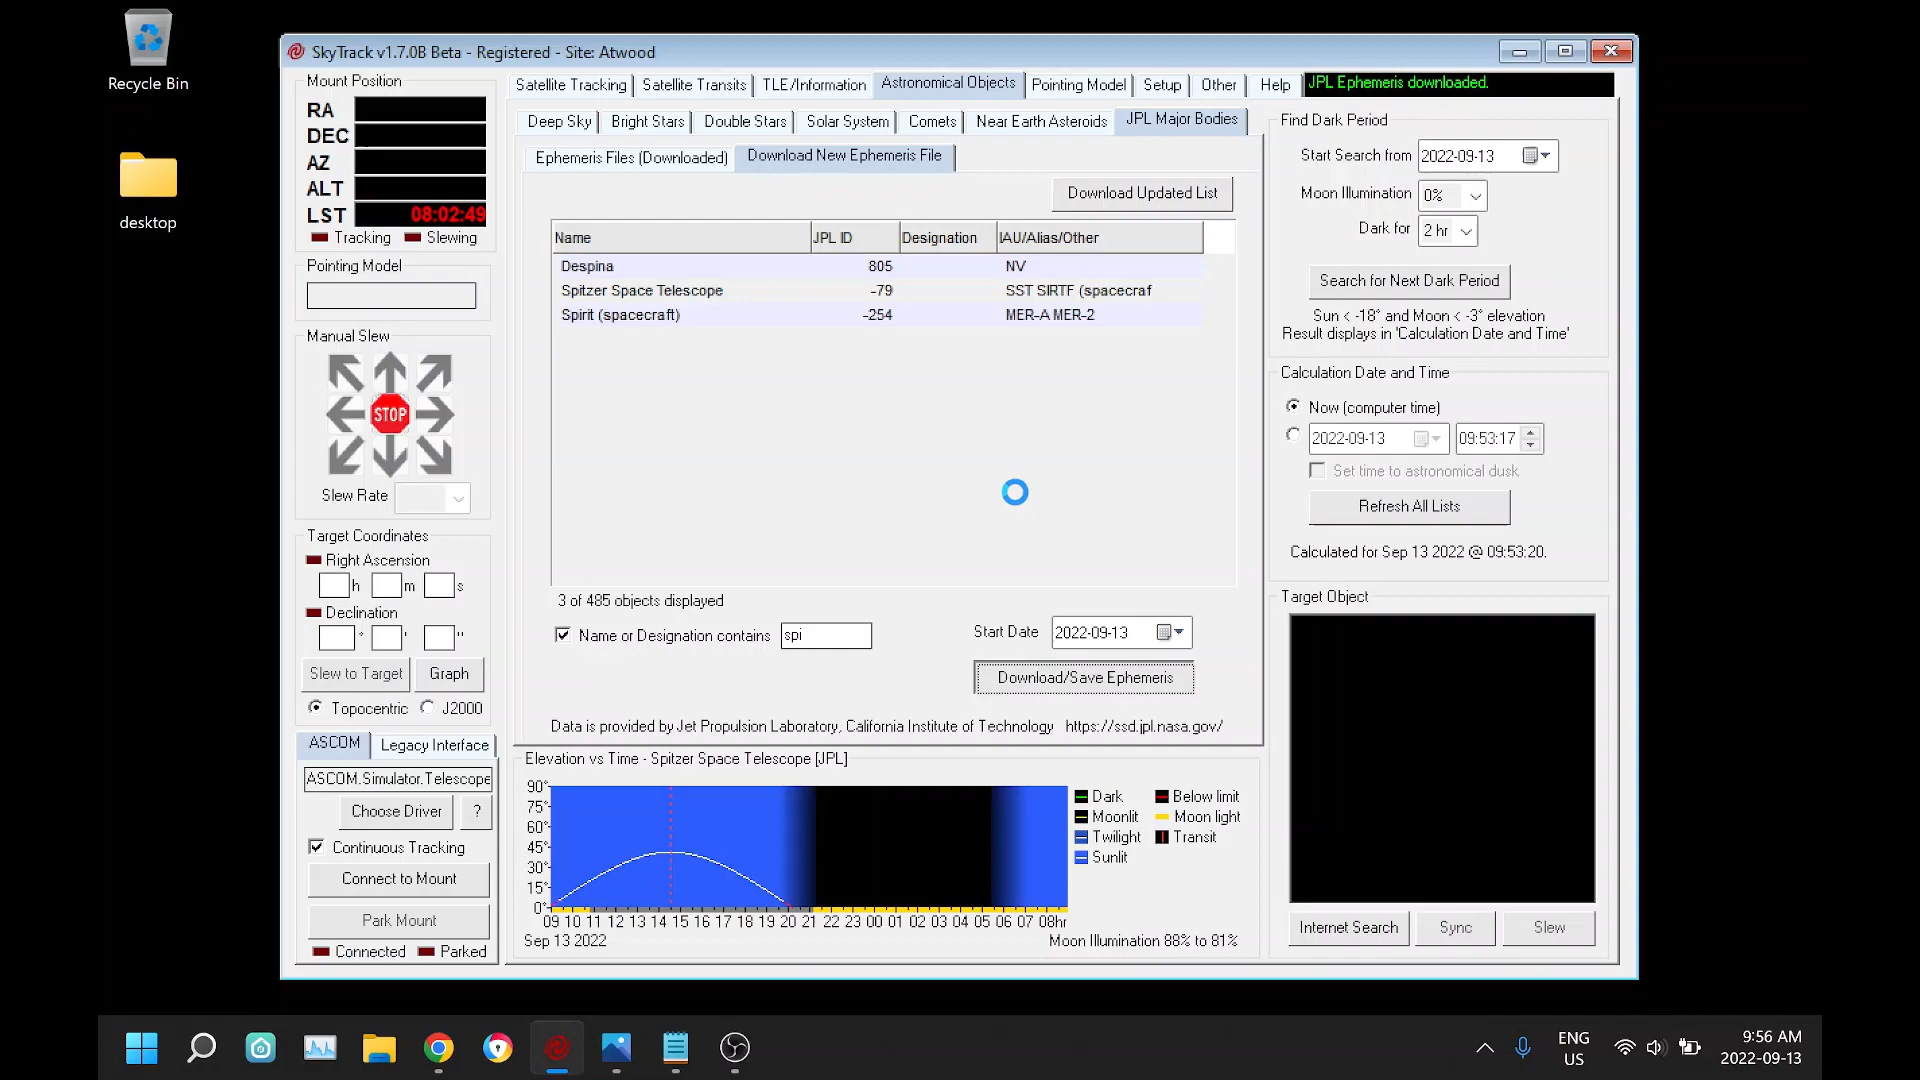 Recycle Bin
desktop
SkyTrack v1.7.0B Beta - Registered - Site: Atwood
Mount Position
RA
DEC
AZ
ALT
LST 08:02:49
Tracking Slewing
Pointing Model
Manual Slew
STOP
Slew Rate
Target Coordinates
Right Ascension
h m s
Declination
° ' "
Slew to Target Graph
Topocentric J2000
ASCOM Legacy Interface
ASCOM.Simulator.Telescope
Choose Driver ?
Continuous Tracking
Connect to Mount
Park Mount
Connected Parked
Satellite Tracking Satellite Transits TLE/Information Astronomical Objects Pointing Model Setup Other Help
JPL Ephemeris downloaded.
Deep Sky Bright Stars Double Stars Solar System Comets Near Earth Asteroids JPL Major Bodies
Ephemeris Files (Downloaded) Download New Ephemeris File
Download Updated List
Name JPL ID Designation IAU/Alias/Other
Despina 805 NV
Spitzer Space Telescope -79 SST SIRTF (spacecraf
Spirit (spacecraft) -254 MER-A MER-2
3 of 485 objects displayed
Name or Designation contains spi
Start Date 2022-09-13
Download/Save Ephemeris
Data is provided by Jet Propulsion Laboratory, California Institute of Technology https://ssd.jpl.nasa.gov/
Elevation vs Time - Spitzer Space Telescope [JPL]
90°
75°
60°
45°
30°
15°
0°
09 10 11 12 13 14 15 16 17 18 19 20 21 22 23 00 01 02 03 04 05 06 07 08hr
Sep 13 2022
Moon Illumination 88% to 81%
Dark Below limit
Moonlit Moon light
Twilight Transit
Sunlit
Find Dark Period
Start Search from 2022-09-13
Moon Illumination 0%
Dark for 2 hr
Search for Next Dark Period
Sun < -18° and Moon < -3° elevation
Result displays in 'Calculation Date and Time'
Calculation Date and Time
Now (computer time)
2022-09-13 09:53:17
Set time to astronomical dusk
Refresh All Lists
Calculated for Sep 13 2022 @ 09:53:20.
Target Object
Internet Search Sync Slew
ENG
US
9:56 AM
2022-09-13